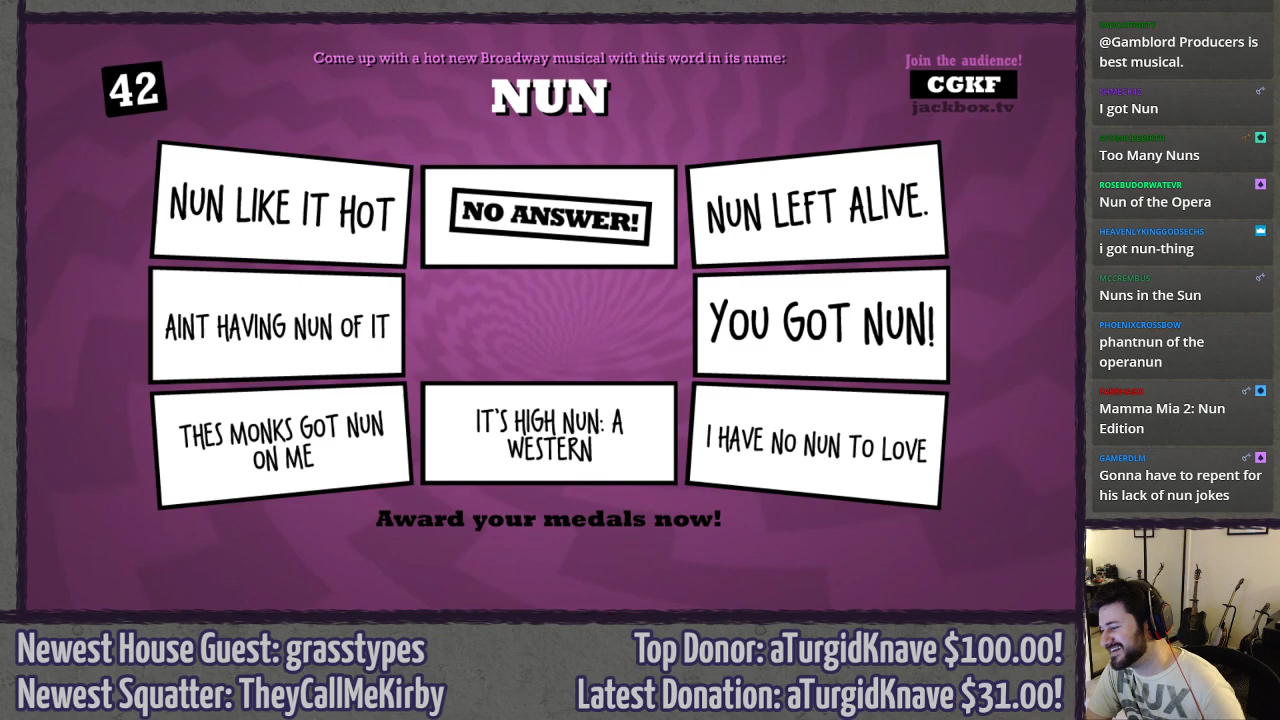 Come up with a hot new Broadway musical with this word in its name:
NUN
42
Join the audience!
CGKF
jackbox.tv
NUN LIKE IT HOT
NO ANSWER!
NUN LEFT ALIVE.
AINT HAVING NUN OF IT
YOU GOT NUN!
THES MONKS GOT NUN
ON ME
IT'S HIGH NUN: A
WESTERN
I HAVE NO NUN TO LOVE
Award your medals now!
@Gamblord Producers is
best musical.
I got Nun
Too Many Nuns
ROSEBUDORWATEVR
Nun of the Opera
HEAVENLYKINGGODSECHS
i got nun-thing
MCCREMBUS
Nuns in the Sun
PHOENIXCROSSBOW
phantnun of the
operanun
Mamma Mia 2: Nun
Edition
GAMERDLM
Gonna have to repent for
his lack of nun jokes
Newest House Guest: grasstypes
Newest Squatter: TheyCallMeKirby
Top Donor: aTurgidKnave $100.00!
Latest Donation: aTurgidKnave $31.00!